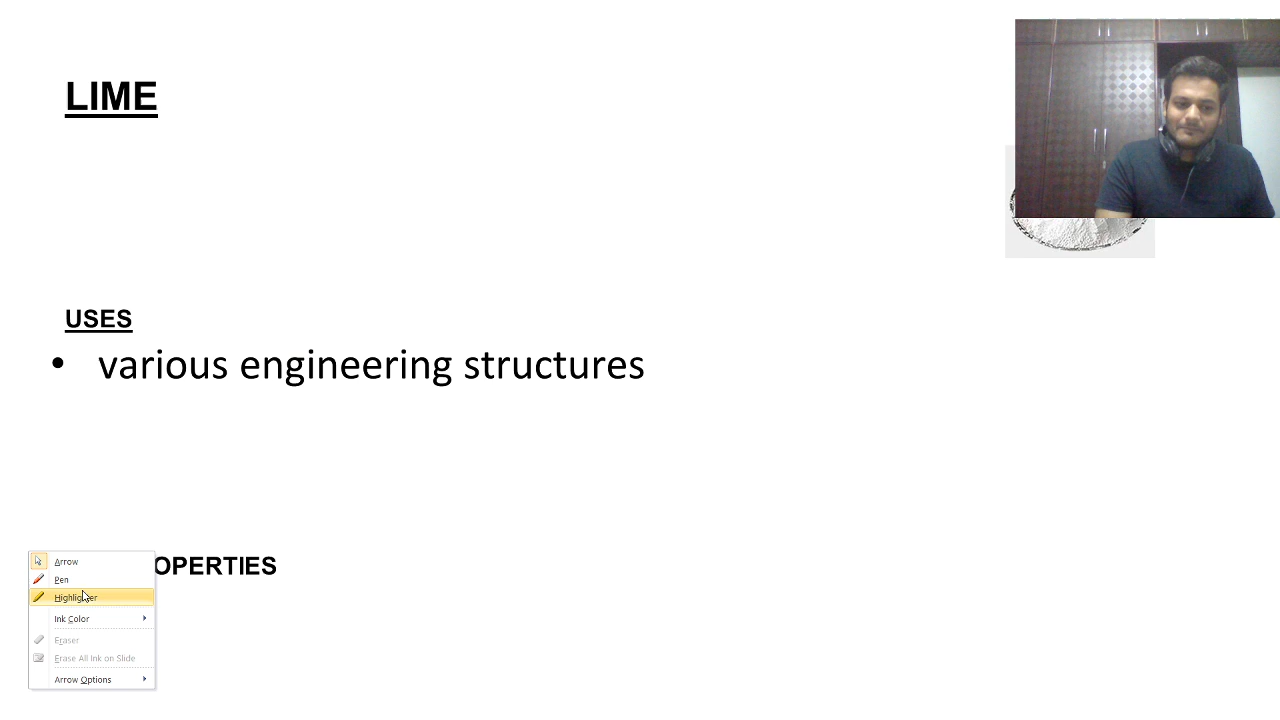 LIME
USES
• various engineering structures
OPERTIES
Arrow
Pen
Highlighter
Ink Color
Eraser
Erase All Ink on Slide
Arrow Options